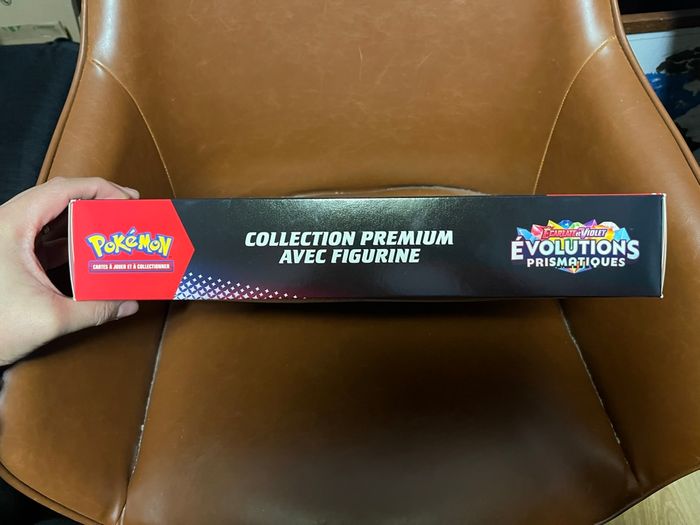 POKÉMON
CARTES À JOUER ET À COLLECTIONNER
COLLECTION PREMIUM
AVEC FIGURINE
ÉCARLATE ET VIOLET
ÉVOLUTIONS
PRISMATIQUES